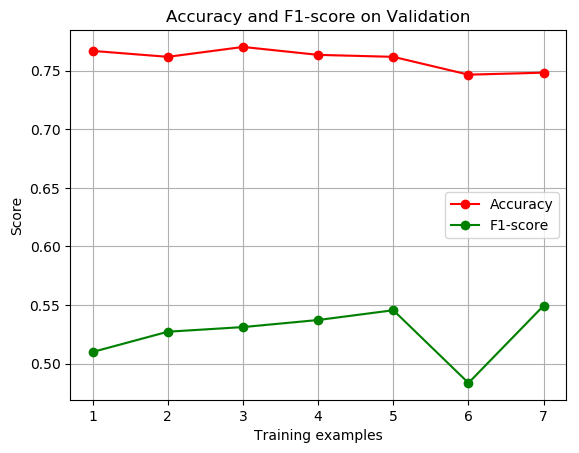 Accuracy and F1-score on Validation
0.75
0.70
0.65
0.60
0.55
0.50
Score
Accuracy
F1-score
1 2 3 4 5 6 7
Training examples